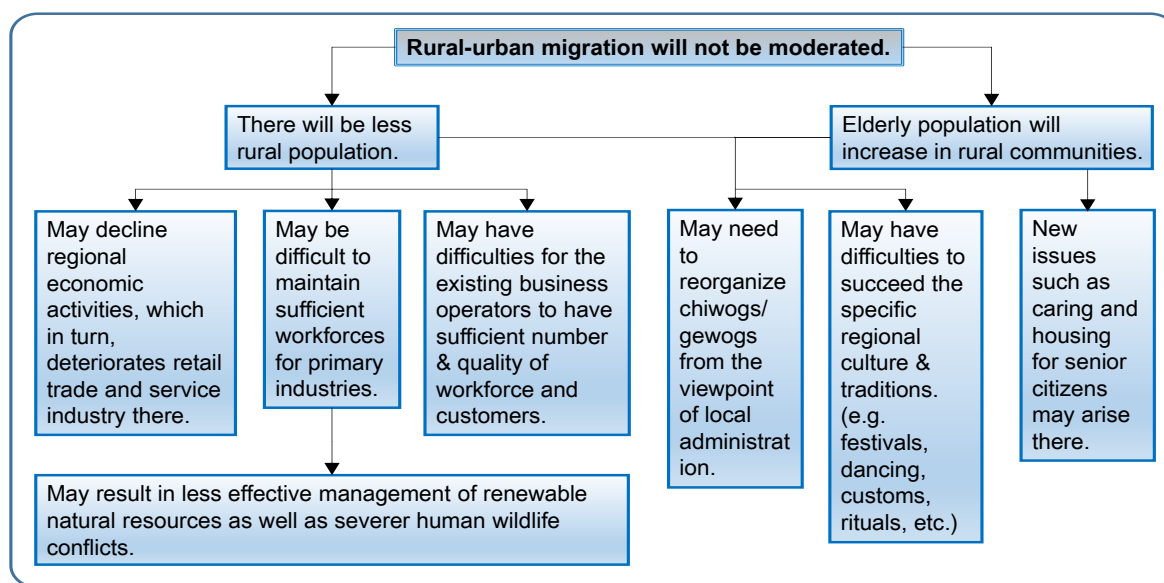 Rural-urban migration will not be moderated.
There will be less
rural population.
Elderly population will
increase in rural communities.
May decline
regional
economic
activities, which
in turn,
deteriorates retail
trade and service
industry there.
May be
difficult to
maintain
sufficient
workforces
for primary
industries.
May have
difficulties for the
existing business
operators to have
sufficient number
& quality of
workforce and
customers.
May need
to
reorganize
chiwogs/
gewogs
from the
viewpoint
of local
administrat
ion.
May have
difficulties to
succeed the
specific
regional
culture &
traditions.
(e.g.
festivals,
dancing,
customs,
rituals, etc.)
New
issues
such as
caring and
housing
for senior
citizens
may arise
there.
May result in less effective management of renewable
natural resources as well as severer human wildlife
conflicts.